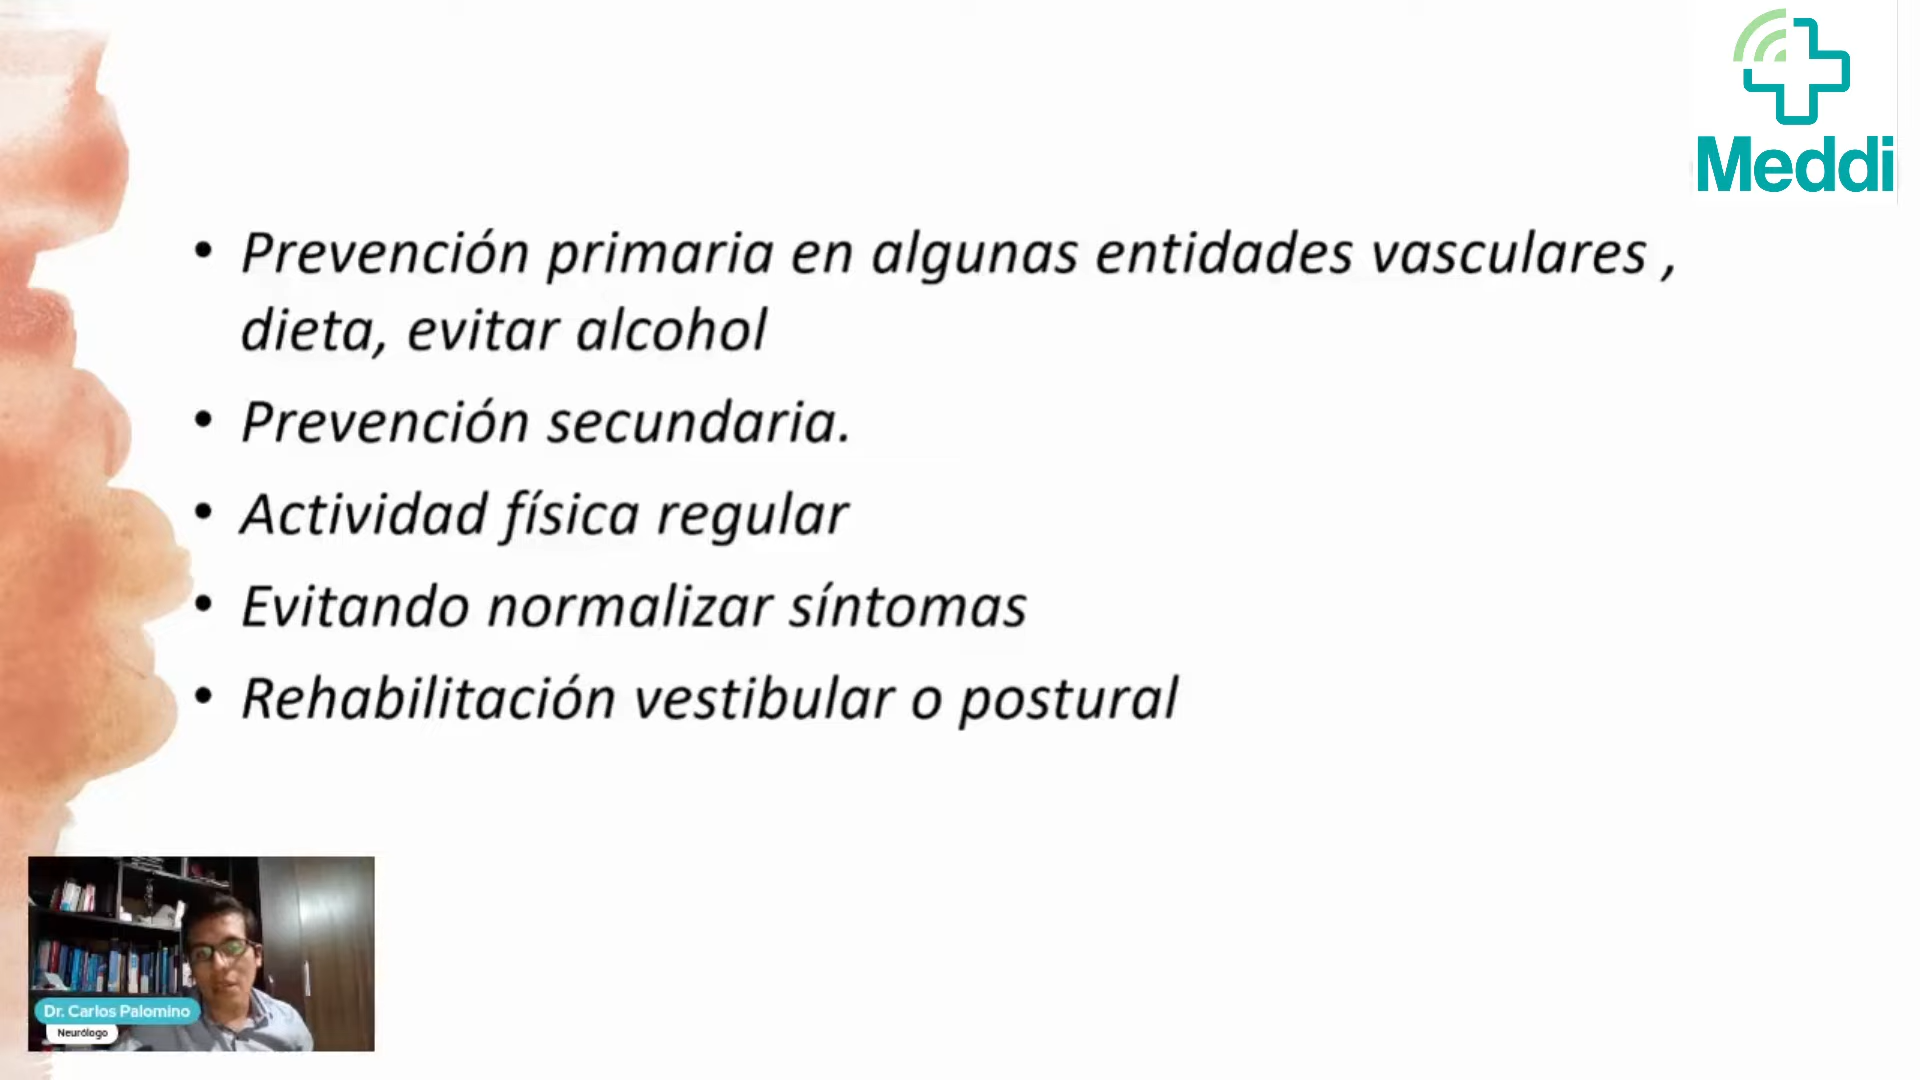 Meddi
• Prevención primaria en algunas entidades vasculares ,
dieta, evitar alcohol
• Prevención secundaria.
• Actividad física regular
• Evitando normalizar síntomas
• Rehabilitación vestibular o postural
Dr. Carlos Palomino
Neurólogo